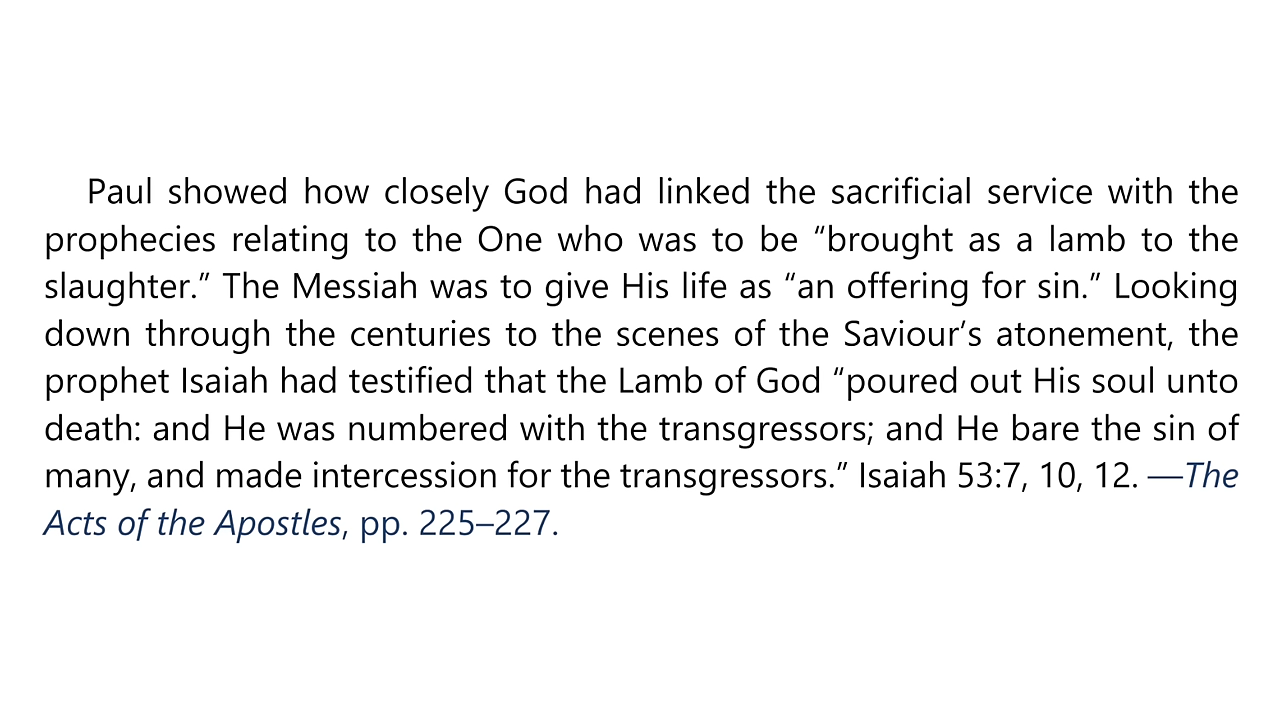 Paul showed how closely God had linked the sacrificial service with the
prophecies relating to the One who was to be “brought as a lamb to the
slaughter.” The Messiah was to give His life as “an offering for sin.” Looking
down through the centuries to the scenes of the Saviour’s atonement, the
prophet Isaiah had testified that the Lamb of God “poured out His soul unto
death: and He was numbered with the transgressors; and He bare the sin of
many, and made intercession for the transgressors.” Isaiah 53:7, 10, 12. —The
Acts of the Apostles, pp. 225–227.